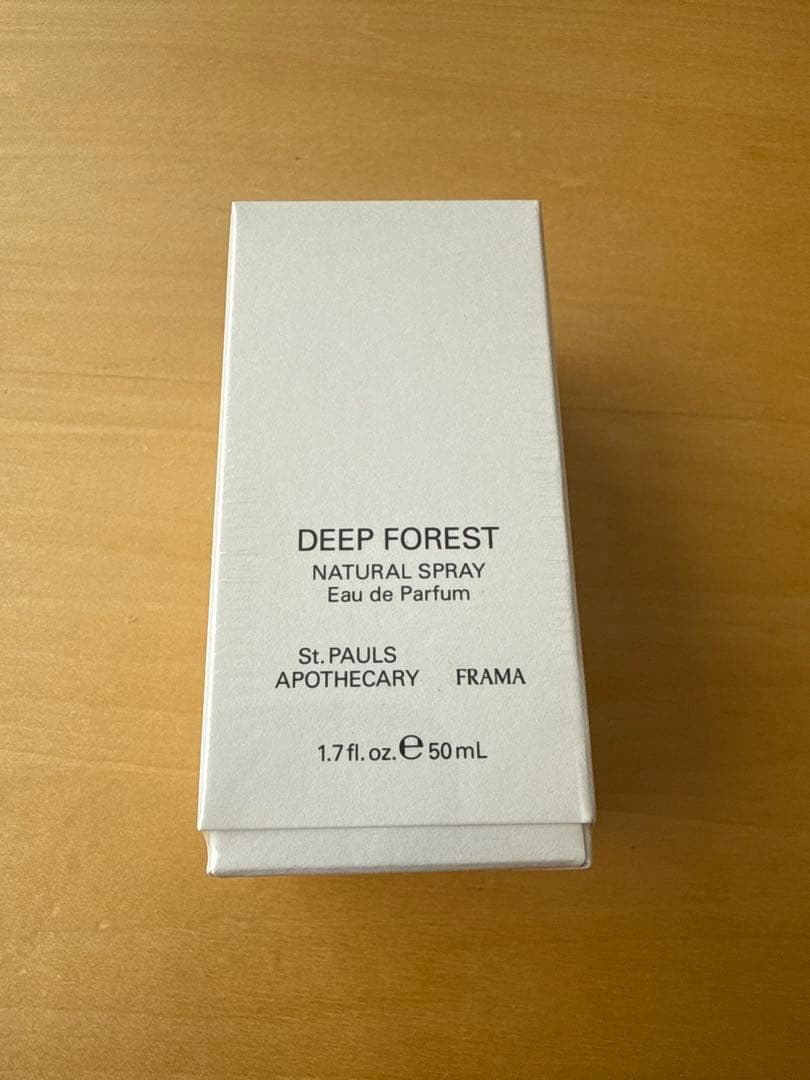 DEEP FOREST
NATURAL SPRAY
Eau de Parfum
St. PAULS
APOTHECARY FRAMA
1.7 fl. oz. ℮ 50 mL